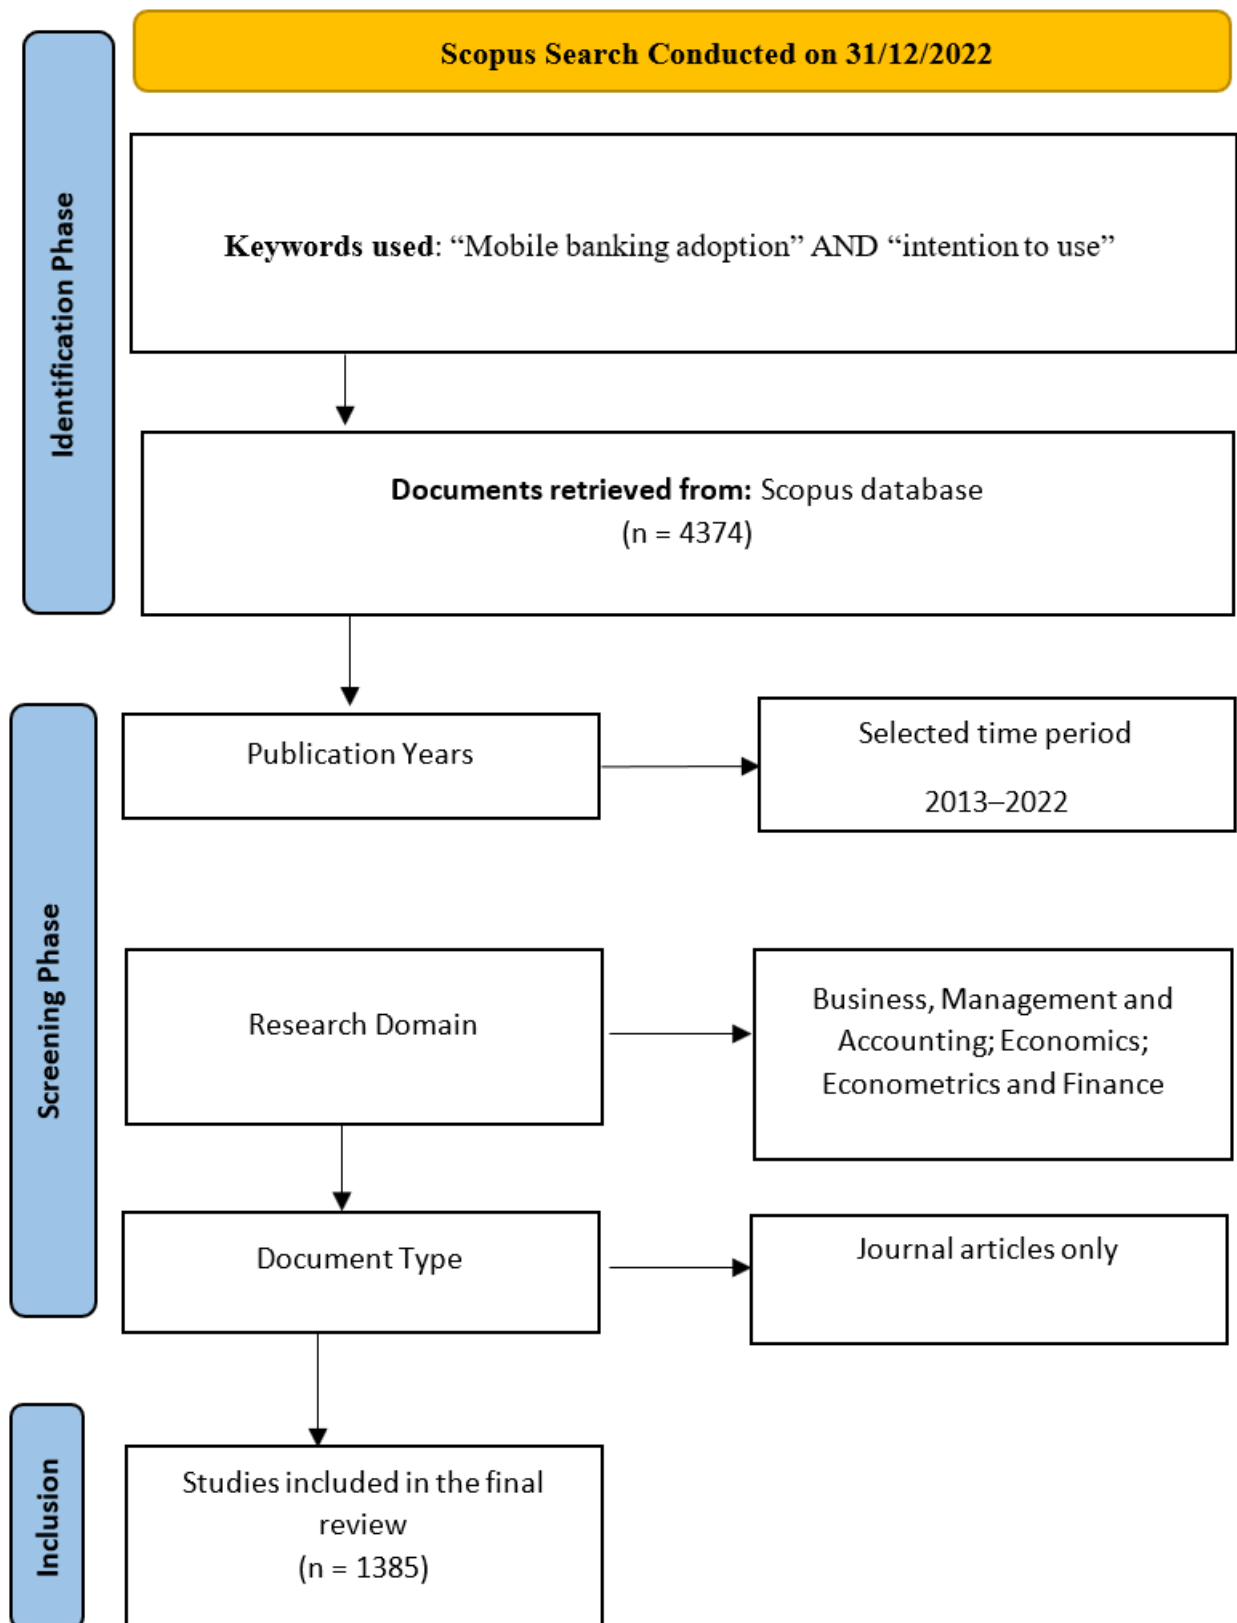 Scopus Search Conducted on 31/12/2022
Identification Phase
Keywords used: “Mobile banking adoption” AND “intention to use”
Documents retrieved from: Scopus database
(n = 4374)
Screening Phase
Publication Years
Selected time period
2013–2022
Research Domain
Business, Management and
Accounting; Economics;
Econometrics and Finance
Document Type
Journal articles only
Inclusion
Studies included in the final
review
(n = 1385)